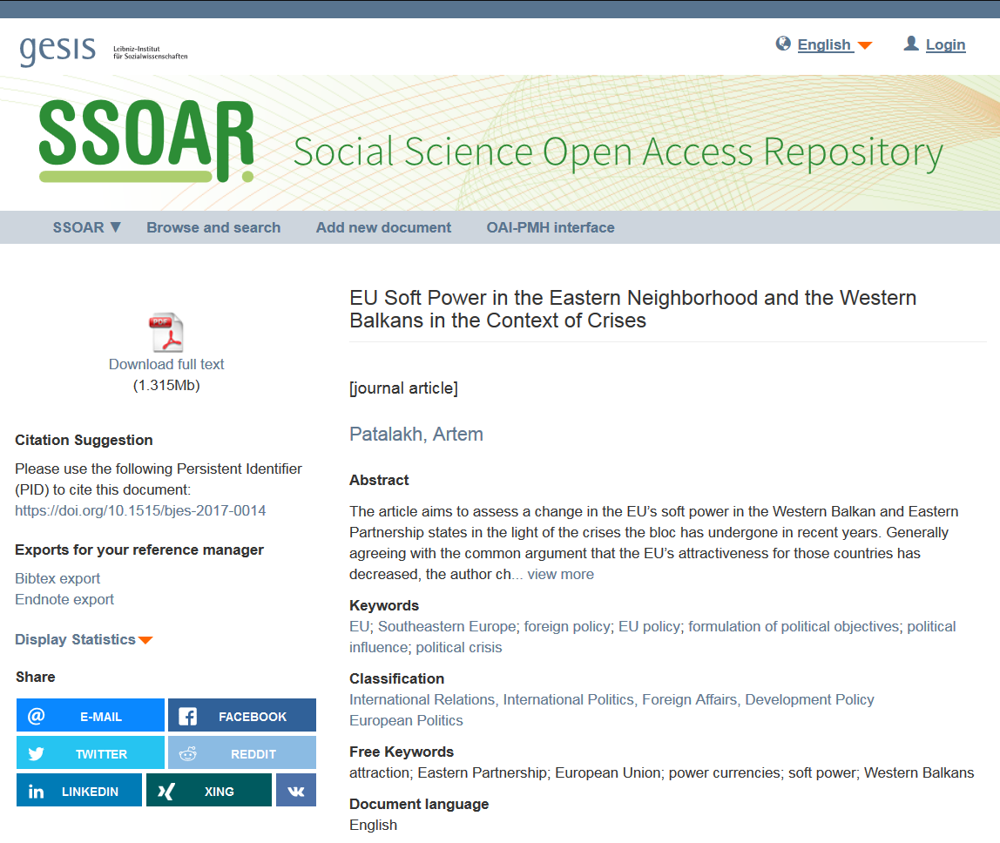 gesis
Leibniz-Institut
für Sozialwissenschaften
English
Login
SSOAR
Social Science Open Access Repository
SSOAR ▼
Browse and search
Add new document
OAI-PMH interface
PDF
Download full text
(1.315Mb)
Citation Suggestion
Please use the following Persistent Identifier
(PID) to cite this document:
https://doi.org/10.1515/bjes-2017-0014
Exports for your reference manager
Bibtex export
Endnote export
Display Statistics
Share
E-MAIL
FACEBOOK
TWITTER
REDDIT
LINKEDIN
XING
EU Soft Power in the Eastern Neighborhood and the Western
Balkans in the Context of Crises
[journal article]
Patalakh, Artem
Abstract
The article aims to assess a change in the EU’s soft power in the Western Balkan and Eastern
Partnership states in the light of the crises the bloc has undergone in recent years. Generally
agreeing with the common argument that the EU’s attractiveness for those countries has
decreased, the author ch... view more
Keywords
EU; Southeastern Europe; foreign policy; EU policy; formulation of political objectives; political
influence; political crisis
Classification
International Relations, International Politics, Foreign Affairs, Development Policy
European Politics
Free Keywords
attraction; Eastern Partnership; European Union; power currencies; soft power; Western Balkans
Document language
English